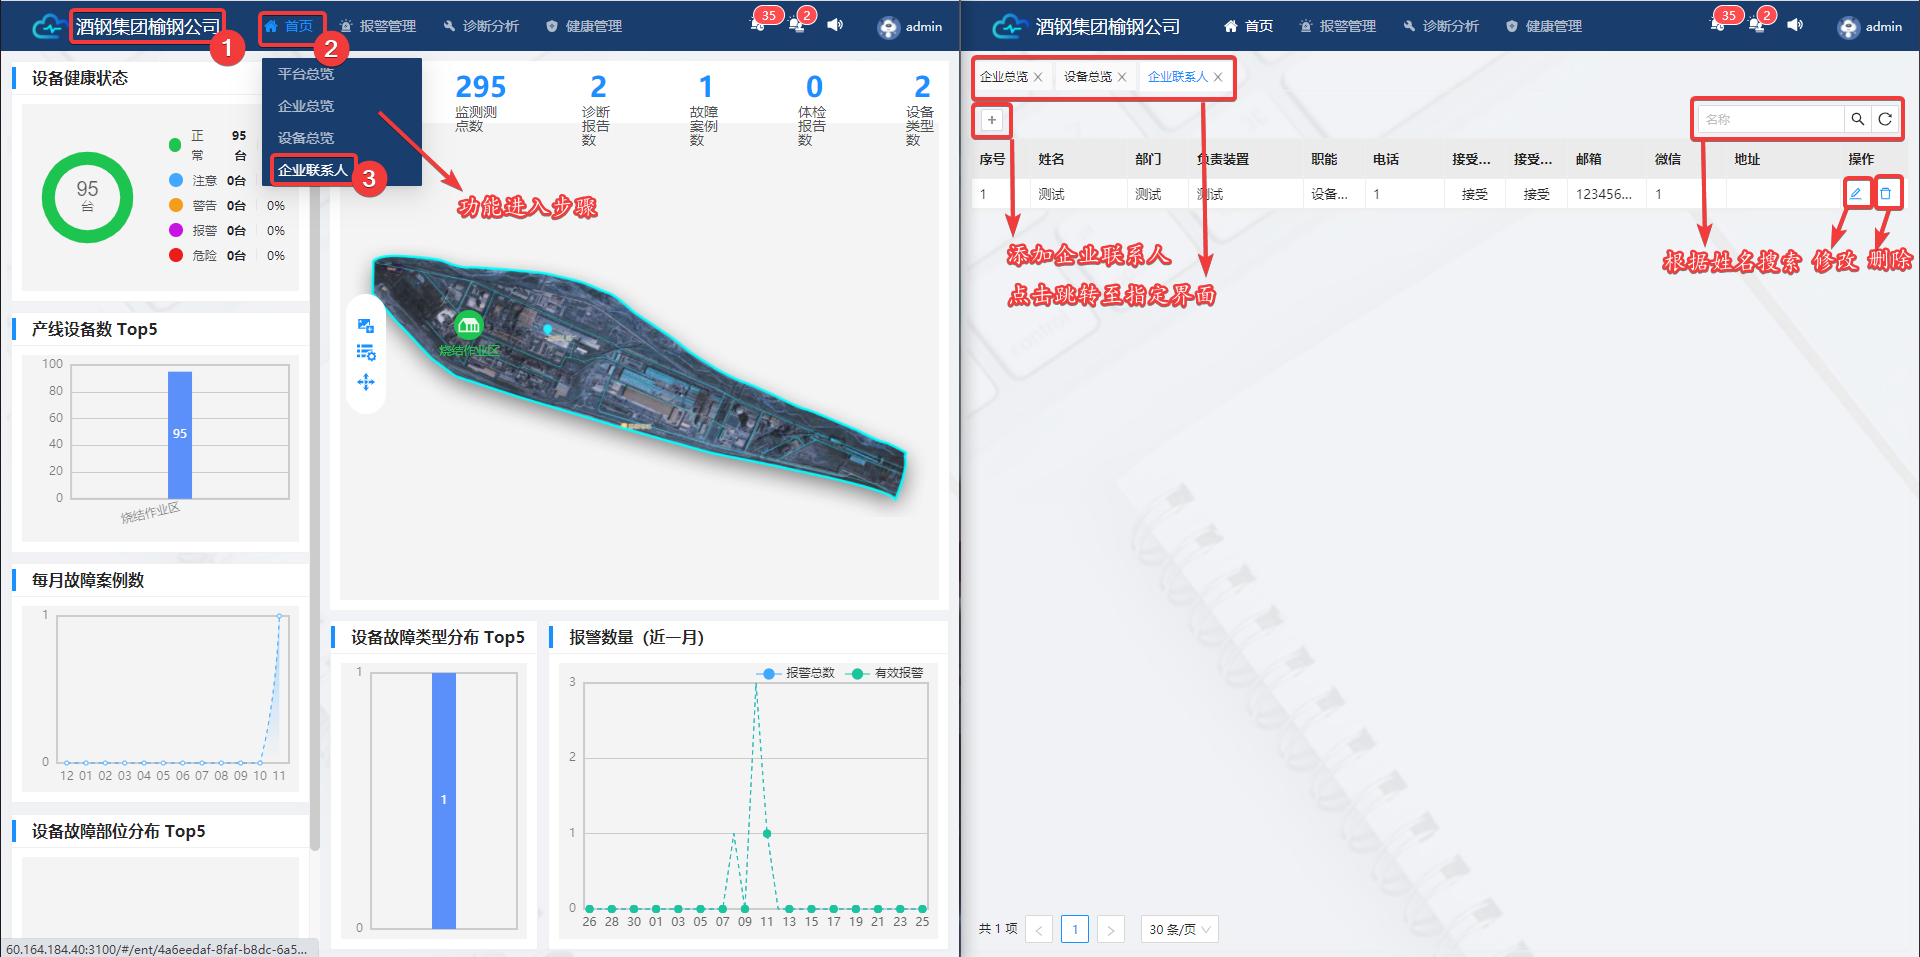 酒钢集团榆钢公司
首页
报警管理
诊断分析
健康管理
35
2
admin
1
2
平台总览
企业总览
设备总览
企业联系人
3
功能进入步骤
设备健康状态
95
台
正常
95台
注意
0台
警告
0台
0%
报警
0台
0%
危险
0台
0%
295
监测测点数
2
诊断报告数
1
故障案例数
0
体检报告数
2
设备类型数
烧结作业区
产线设备数 Top5
100
80
60
40
20
0
95
烧结作业区
每月故障案例数
1
0
12 01 02 03 04 05 06 07 08 09 10 11
设备故障部位分布 Top5
60.164.184.40:3100/#/ent/4a6eedaf-8faf-b8dc-6a5...
设备故障类型分布 Top5
1
0
1
报警数量（近一月）
报警总数
有效报警
3
2
1
0
26 28 30 01 03 05 07 09 11 13 15 17 19 21 23 25
酒钢集团榆钢公司
首页
报警管理
诊断分析
健康管理
35
2
admin
企业总览
设备总览
企业联系人
名称
序号 姓名 部门 负责装置 职能 电话 接受... 接受... 邮箱 微信 地址 操作
1 测试 测试 测试 设备... 1 接受 接受 123456... 1
添加企业联系人
点击跳转至指定界面
根据姓名搜索
修改
删除
共 1 项
<
1
>
30 条/页